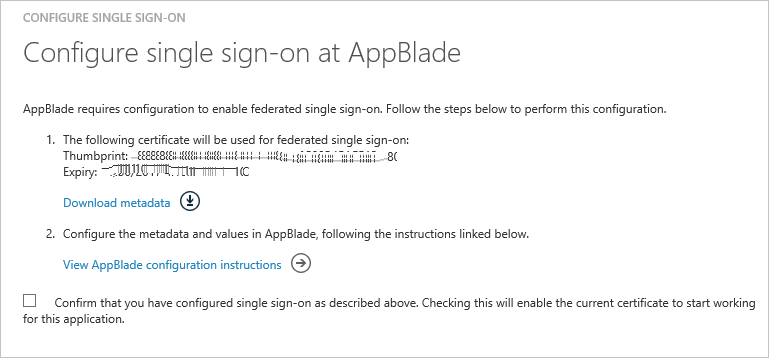 CONFIGURE SINGLE SIGN-ON
Configure single sign-on at AppBlade
AppBlade requires configuration to enable federated single sign-on. Follow the steps below to perform this configuration.
1. The following certificate will be used for federated single sign-on:
Thumbprint:
Expiry:
Download metadata
2. Configure the metadata and values in AppBlade, following the instructions linked below.
View AppBlade configuration instructions
Confirm that you have configured single sign-on as described above. Checking this will enable the current certificate to start working
for this application.